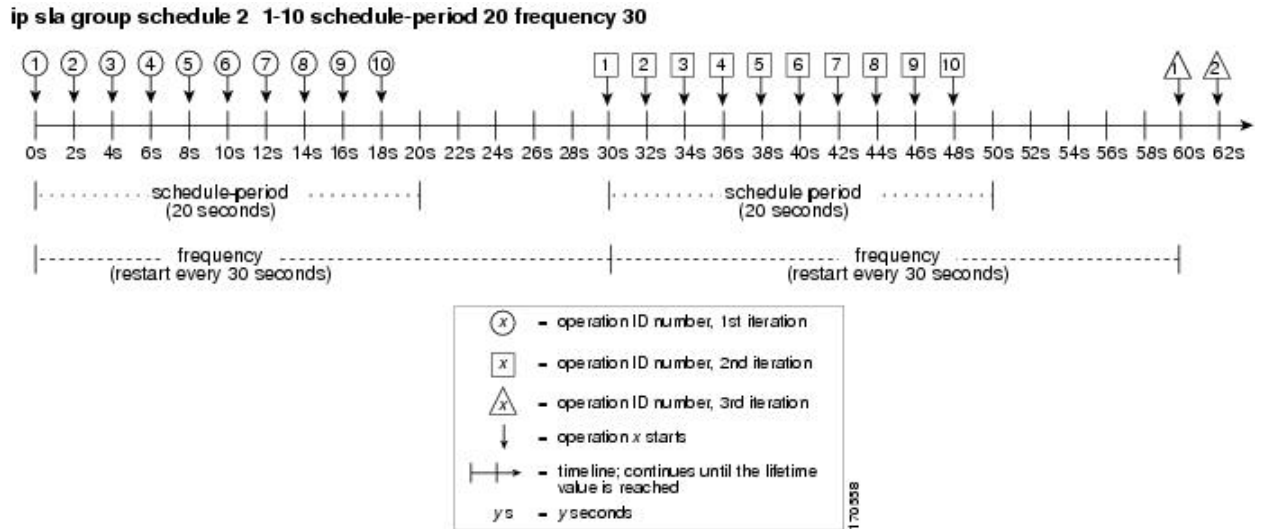 ip sla group schedule 2 1-10 schedule-period 20 frequency 30
1 2 3 4 5 6 7 8 9 10 1 2 3 4 5 6 7 8 9 10 1 2
0s 2s 4s 6s 8s 10s 12s 14s 16s 18s 20s 22s 24s 26s 28s 30s 32s 34s 36s 38s 40s 42s 44s 46s 48s 50s 52s 54s 56s 58s 60s 62s
schedule-period schedule period
(20 seconds) (20 seconds)
frequency frequency
(restart every 30 seconds) (restart every 30 seconds)
x = operation ID number, 1st iteration
x = operation ID number, 2nd iteration
x = operation ID number, 3rd iteration
= operation x starts
= timeline; continues until the lifetime
value is reached
y s = y seconds
170558